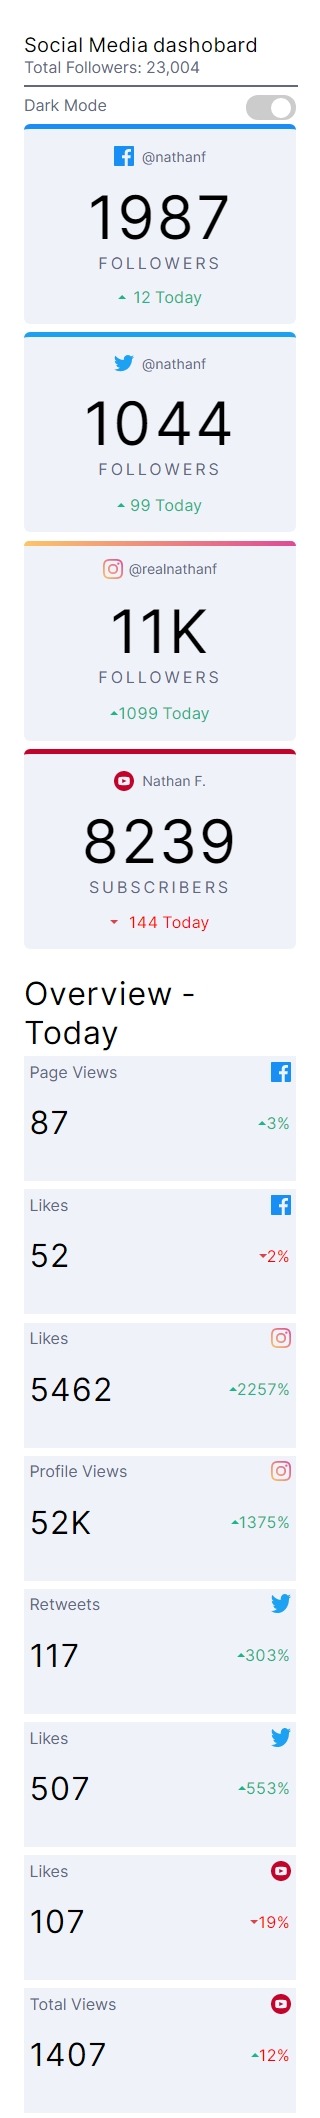 Social Media dashobard
Total Followers: 23,004
Dark Mode
@nathanf
1987
FOLLOWERS
12 Today
@nathanf
1044
FOLLOWERS
99 Today
@realnathanf
11K
FOLLOWERS
1099 Today
Nathan F.
8239
SUBSCRIBERS
144 Today
Overview -
Today
Page Views
87
3%
Likes
52
2%
Likes
5462
2257%
Profile Views
52K
1375%
Retweets
117
303%
Likes
507
553%
Likes
107
19%
Total Views
1407
12%